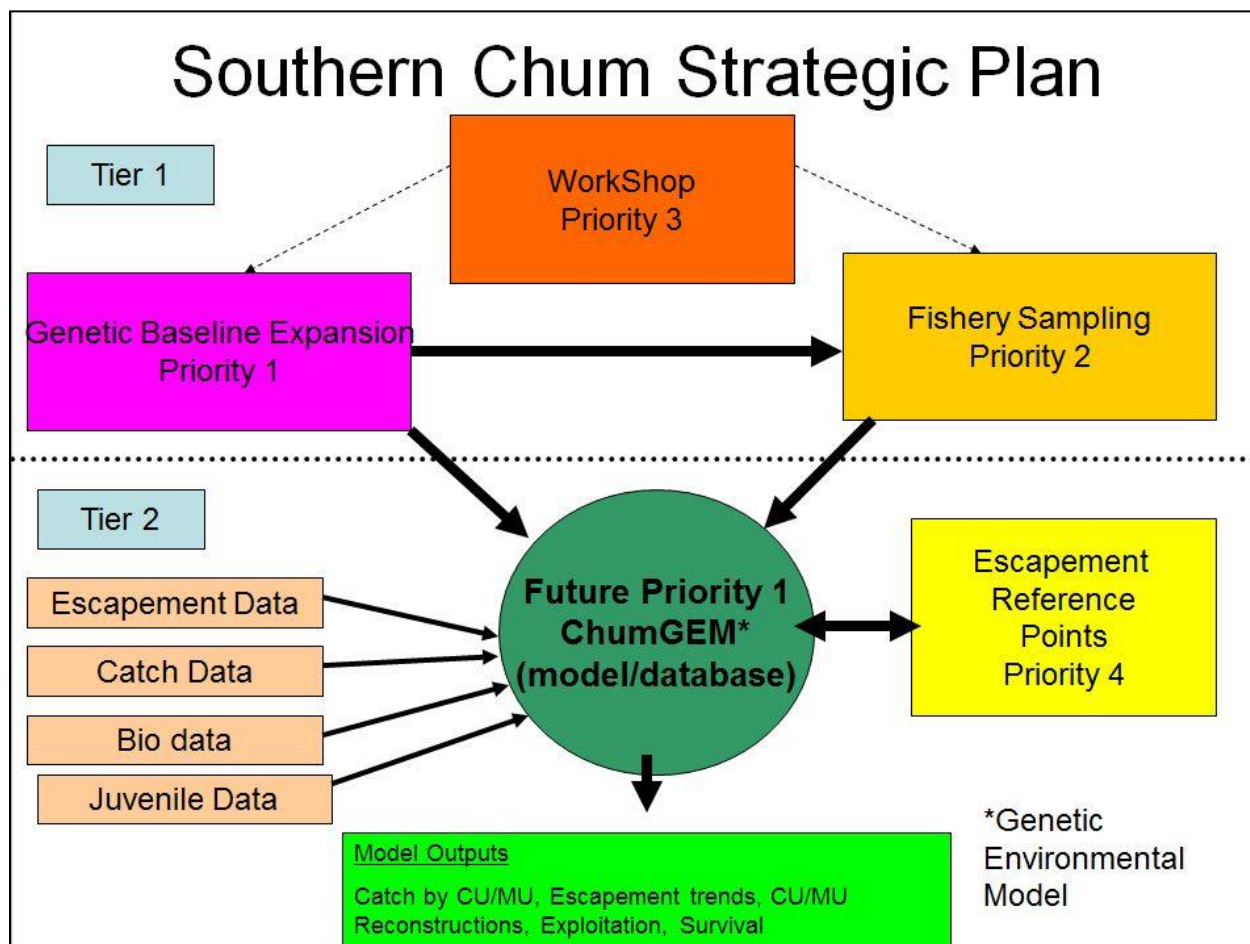 Southern Chum Strategic Plan
Tier 1
WorkShop
Priority 3
Genetic Baseline Expansion
Priority 1
Fishery Sampling
Priority 2
Tier 2
Escapement Data
Catch Data
Bio data
Juvenile Data
Future Priority 1
ChumGEM*
(model/database)
Escapement
Reference
Points
Priority 4
Model Outputs
Catch by CU/MU, Escapement trends, CU/MU
Reconstructions, Exploitation, Survival
*Genetic
Environmental
Model